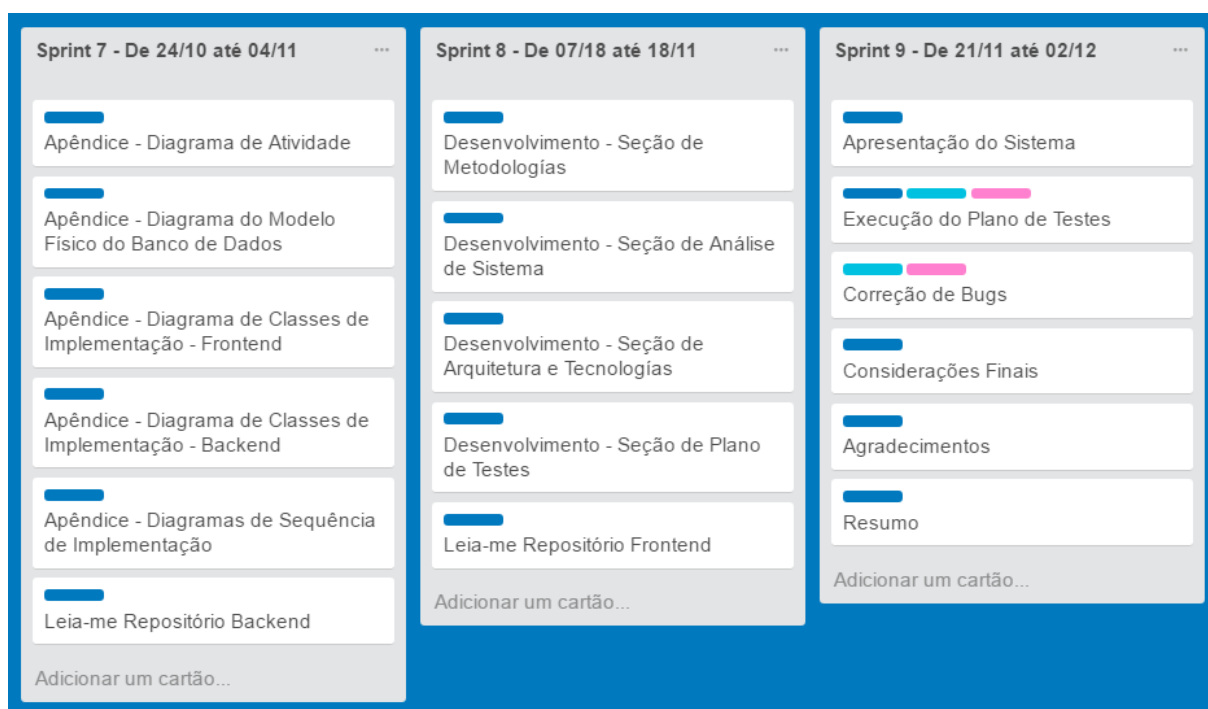 Sprint 7 - De 24/10 até 04/11
Apêndice - Diagrama de Atividade
Apêndice - Diagrama do Modelo
Físico do Banco de Dados
Apêndice - Diagrama de Classes de
Implementação - Frontend
Apêndice - Diagrama de Classes de
Implementação - Backend
Apêndice - Diagramas de Sequência
de Implementação
Leia-me Repositório Backend
Adicionar um cartão...
Sprint 8 - De 07/18 até 18/11
Desenvolvimento - Seção de
Metodologías
Desenvolvimento - Seção de Análise
de Sistema
Desenvolvimento - Seção de
Arquitetura e Tecnologías
Desenvolvimento - Seção de Plano
de Testes
Leia-me Repositório Frontend
Adicionar um cartão...
Sprint 9 - De 21/11 até 02/12
Apresentação do Sistema
Execução do Plano de Testes
Correção de Bugs
Considerações Finais
Agradecimentos
Resumo
Adicionar um cartão...